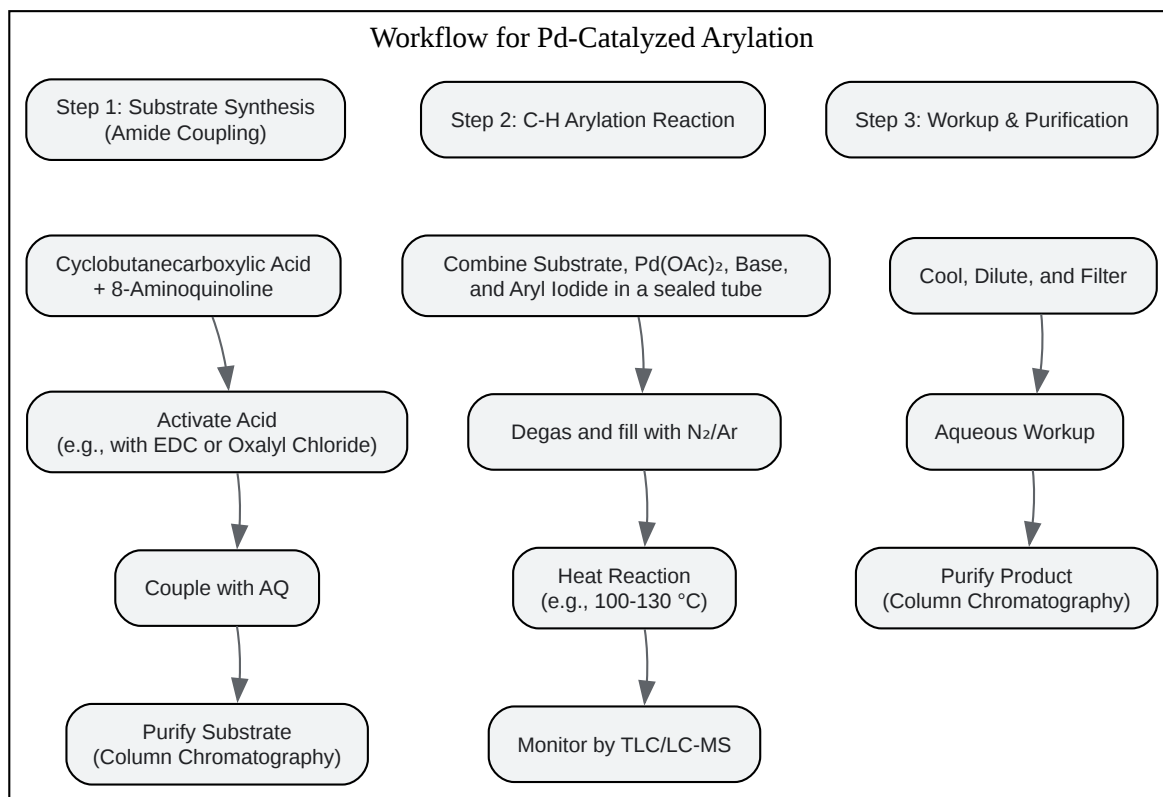 Workflow for Pd-Catalyzed Arylation
Step 1: Substrate Synthesis
(Amide Coupling)
Cyclobutanecarboxylic Acid
+ 8-Aminoquinoline
Activate Acid
(e.g., with EDC or Oxalyl Chloride)
Couple with AQ
Purify Substrate
(Column Chromatography)
Step 2: C-H Arylation Reaction
Combine Substrate, Pd(OAc)₂, Base,
and Aryl Iodide in a sealed tube
Degas and fill with N₂/Ar
Heat Reaction
(e.g., 100-130 °C)
Monitor by TLC/LC-MS
Step 3: Workup & Purification
Cool, Dilute, and Filter
Aqueous Workup
Purify Product
(Column Chromatography)